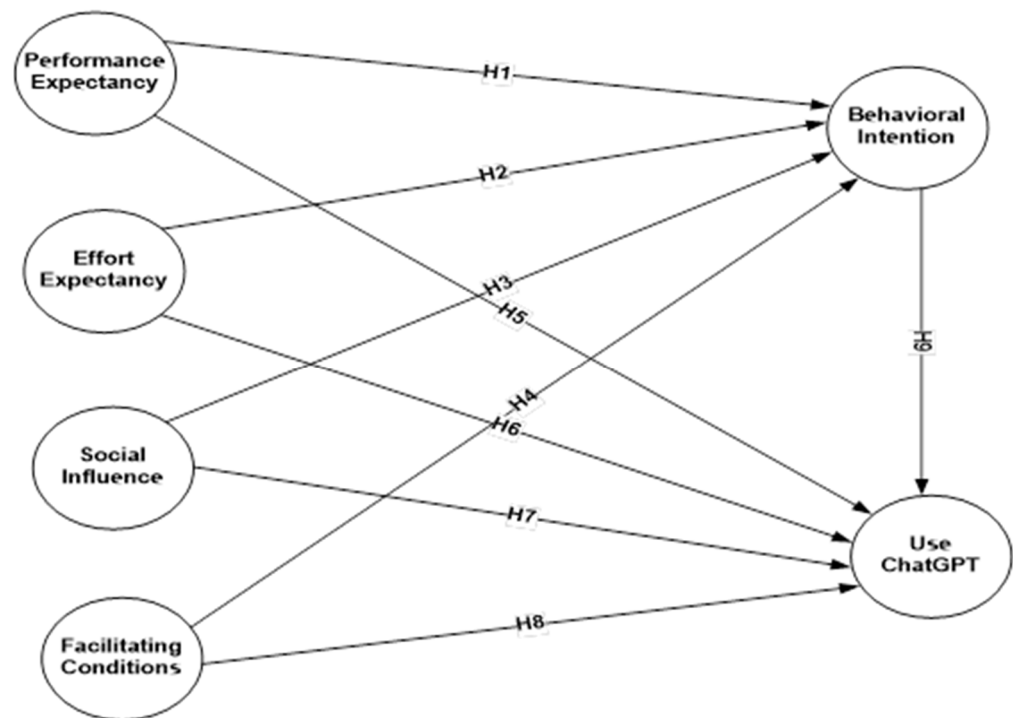 Performance
Expectancy
H1
Behavioral
Intention
H2
Effort
Expectancy
H3
H5
H9
H4
H6
Social
Influence
H7
Use
ChatGPT
H8
Facilitating
Conditions